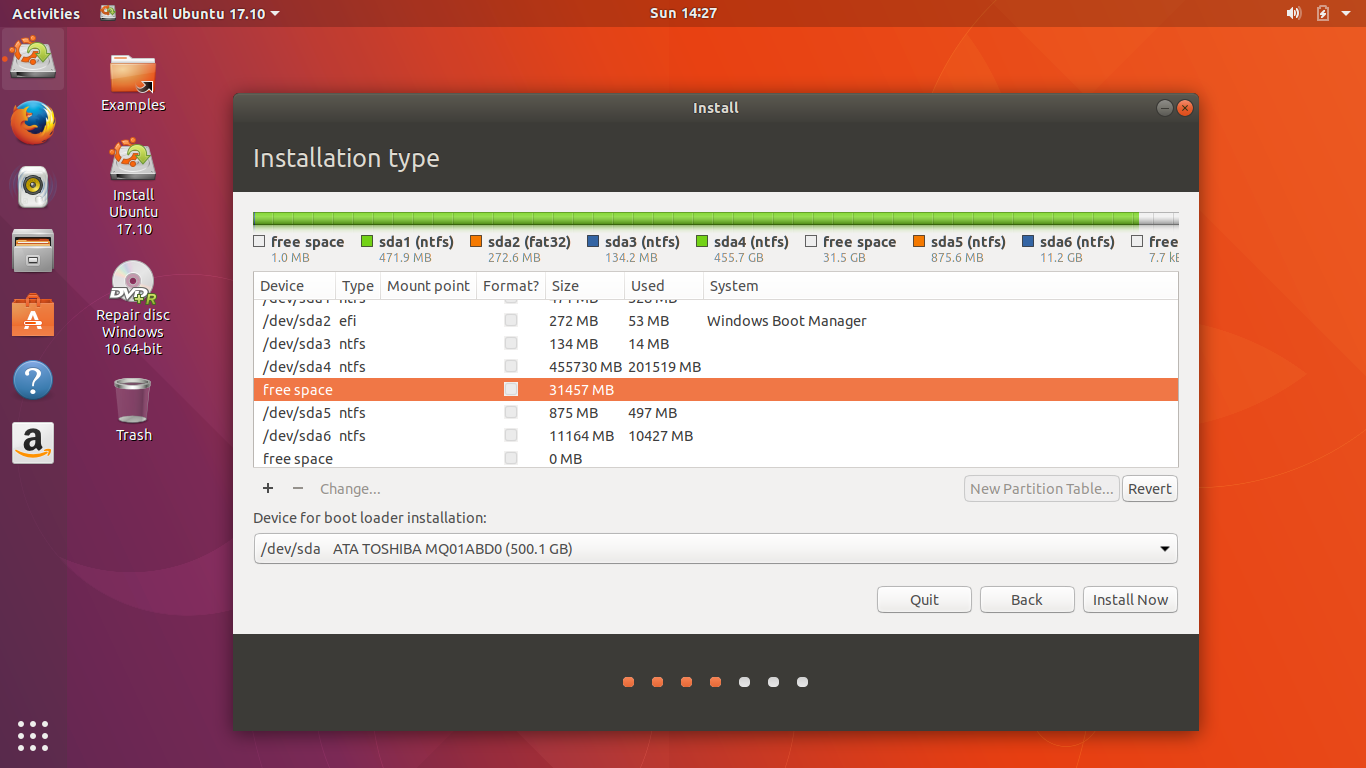 Activities Install Ubuntu 17.10 Sun 14:27
Examples
Install
Ubuntu
17.10
Repair disc
Windows
10 64-bit
Trash
Install
Installation type
free space sda1 (ntfs) sda2 (fat32) sda3 (ntfs) sda4 (ntfs) free space sda5 (ntfs) sda6 (ntfs) free
1.0 MB 471.9 MB 272.6 MB 134.2 MB 455.7 GB 31.5 GB 875.6 MB 11.2 GB 7.7 kB
Device Type Mount point Format? Size Used System
/dev/sda1 ntfs 471 MB 328 MB
/dev/sda2 efi 272 MB 53 MB Windows Boot Manager
/dev/sda3 ntfs 134 MB 14 MB
/dev/sda4 ntfs 455730 MB 201519 MB
free space 31457 MB
/dev/sda5 ntfs 875 MB 497 MB
/dev/sda6 ntfs 11164 MB 10427 MB
free space 0 MB
+ − Change... New Partition Table... Revert
Device for boot loader installation:
/dev/sda ATA TOSHIBA MQ01ABD0 (500.1 GB)
Quit Back Install Now